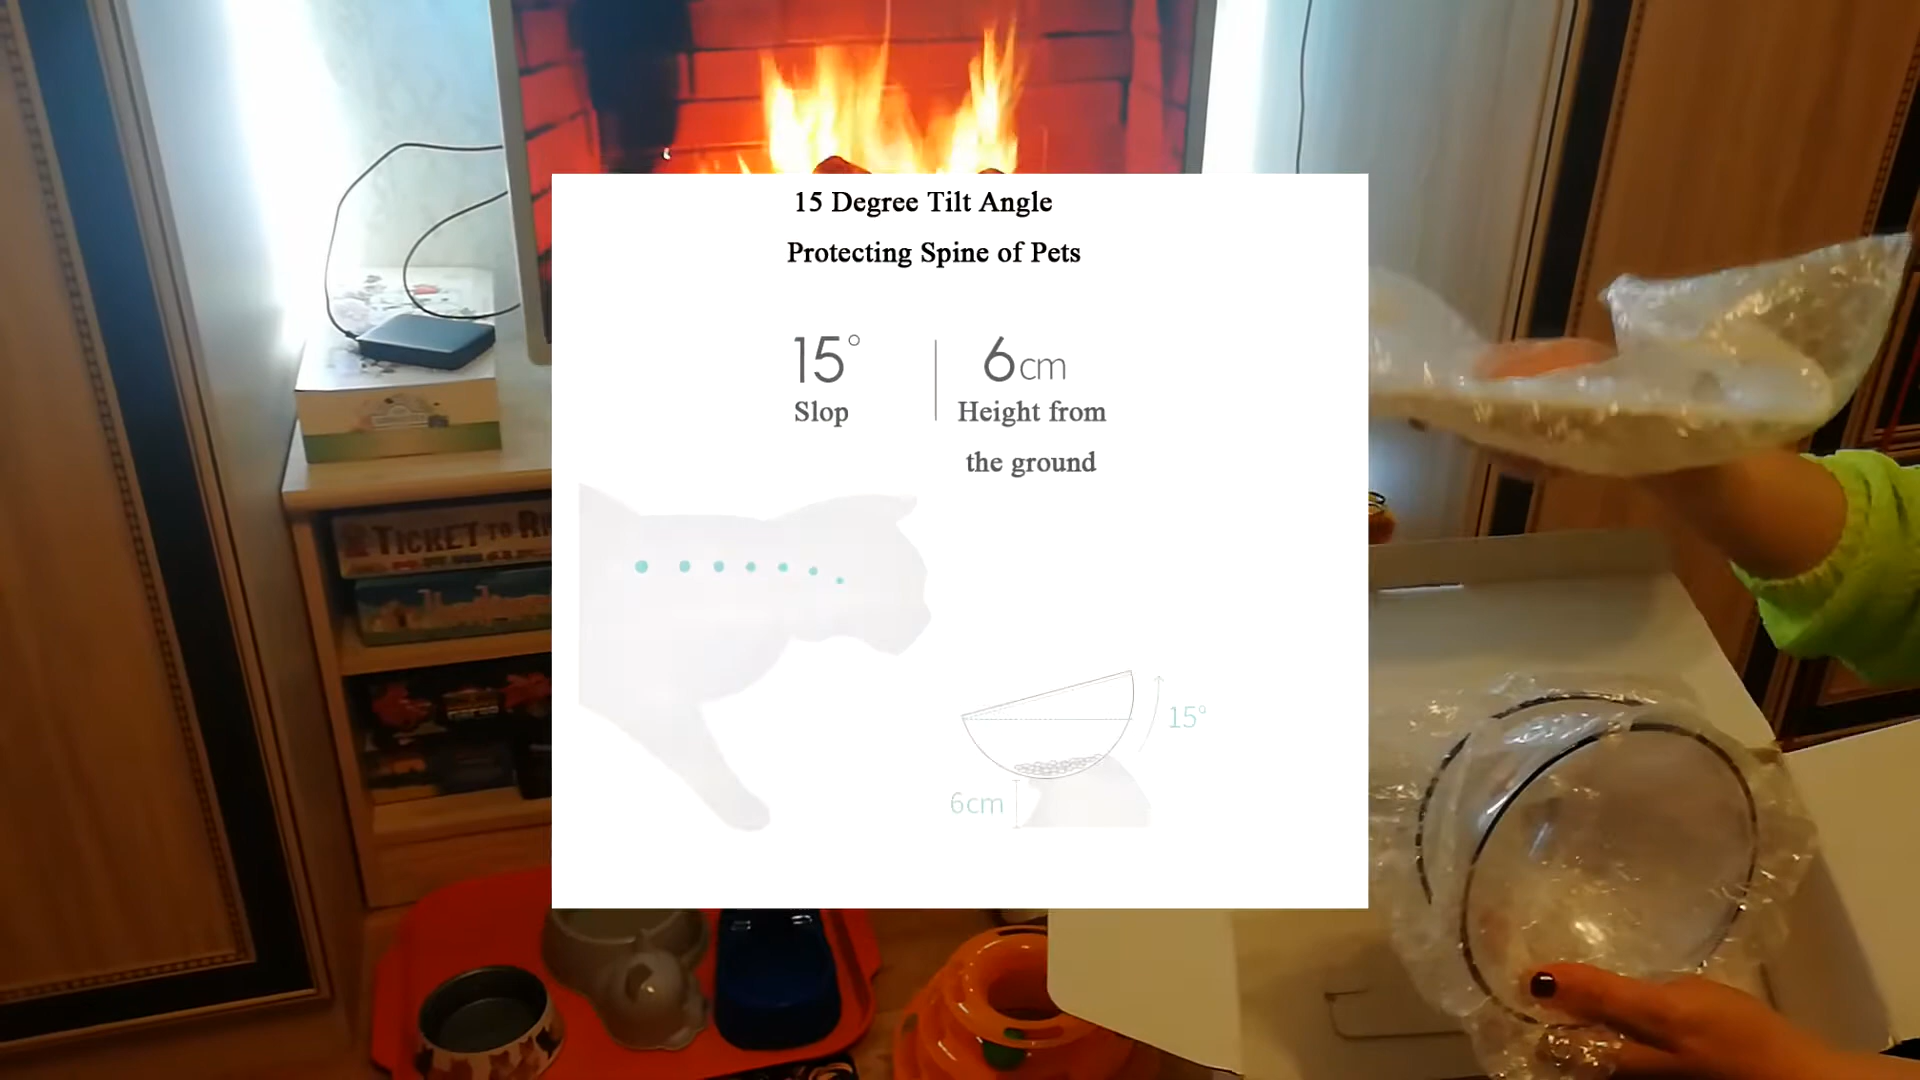 15 Degree Tilt Angle
Protecting Spine of Pets
15°
Slop
6cm
Height from
the ground
TICKET TO RI
15°
6cm